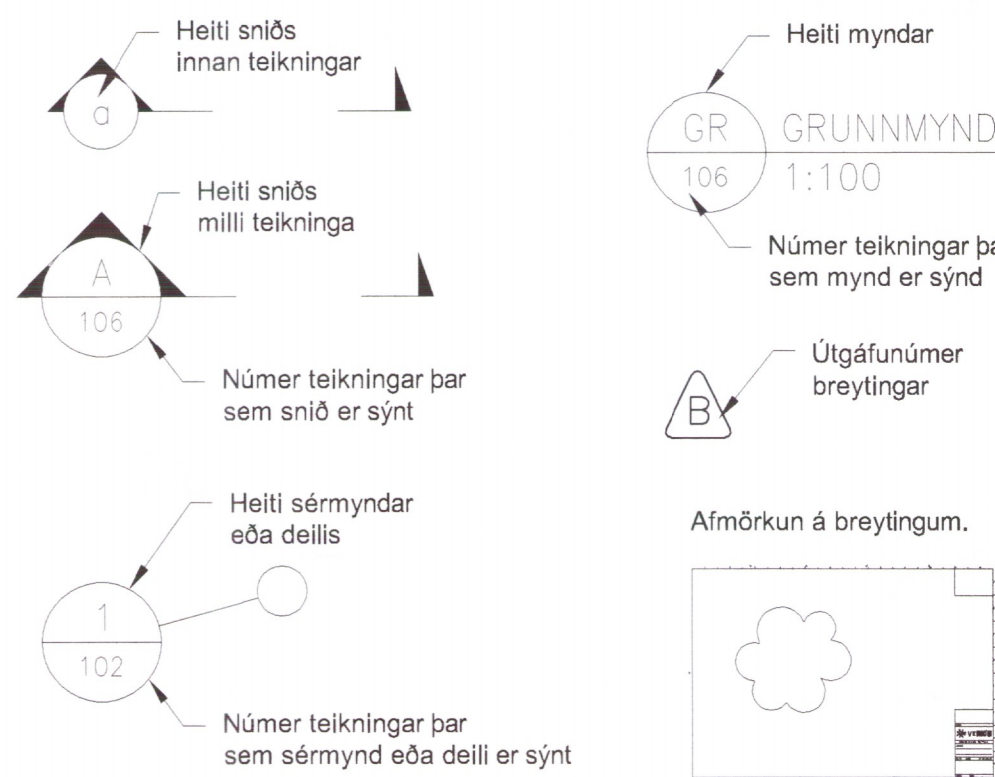 Heiti sniðs
innan teikningar
a
Heiti sniðs
milli teikninga
A
106
Númer teikningar þar
sem snið er sýnt
Heiti sérmyndar
eða deilis
1
102
Númer teikningar þar
sem sérmynd eða deili er sýnt
Heiti myndar
GR GRUNNMYND
106 1:100
Númer teikningar
sem mynd er sýnd
Útgáfunúmer
breytingar
B
Afmörkun á breytingum.